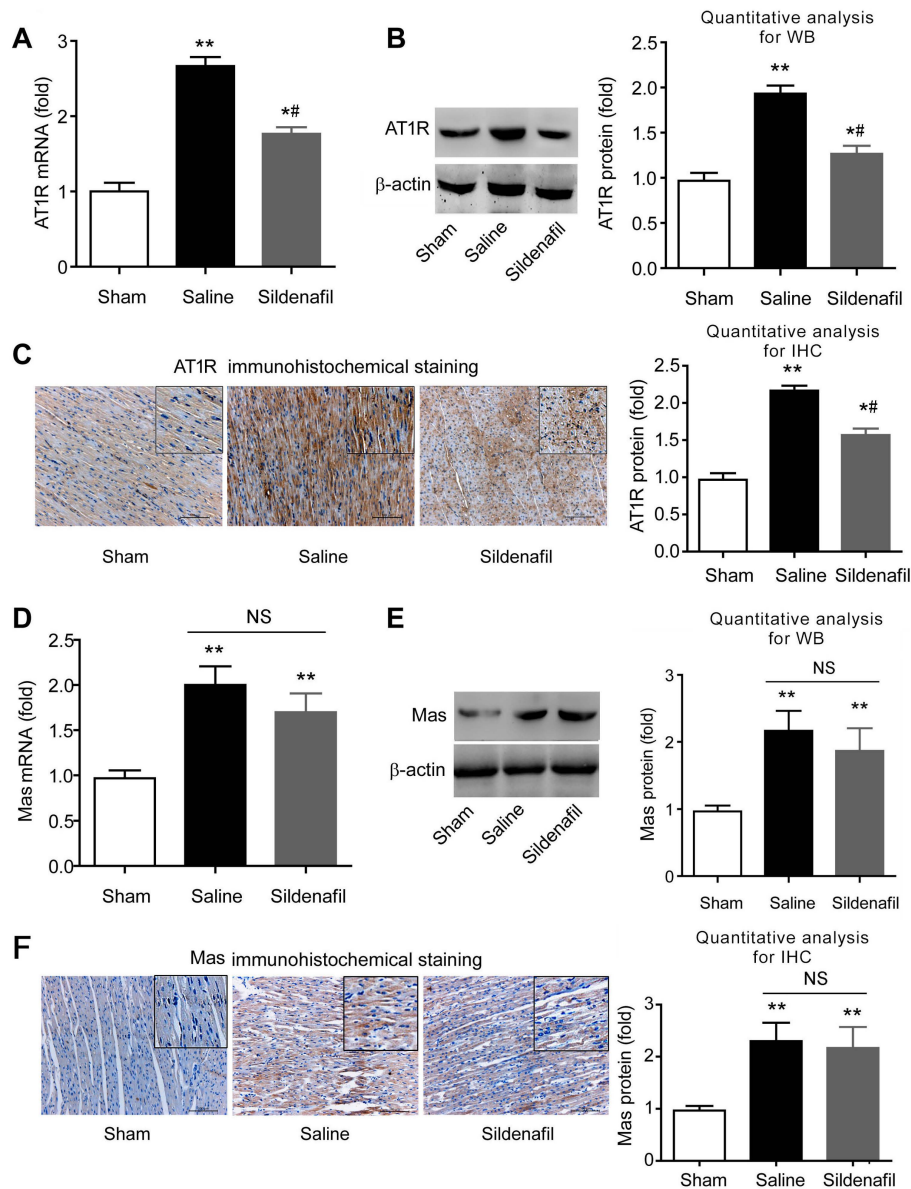 A
AT1R mRNA (fold)
3
2
1
0
**
*#
Sham
Saline
Sildenafil
B
AT1R
β-actin
Sham
Saline
Sildenafil
Quantitative analysis
for WB
AT1R protein (fold)
2.5
2.0
1.5
1.0
0.5
0.0
**
*#
Sham
Saline
Sildenafil
C
AT1R immunohistochemical staining
Sham
Saline
Sildenafil
Quantitative analysis
for IHC
AT1R protein (fold)
2.5
2.0
1.5
1.0
0.5
0.0
**
*#
Sham
Saline
Sildenafil
D
Mas mRNA (fold)
2.5
2.0
1.5
1.0
0.5
0.0
NS
**
**
Sham
Saline
Sildenafil
E
Mas
β-actin
Sham
Saline
Sildenafil
Quantitative analysis
for WB
Mas protein (fold)
3
2
1
0
NS
**
**
Sham
Saline
Sildenafil
F
Mas immunohistochemical staining
Sham
Saline
Sildenafil
Quantitative analysis
for IHC
Mas protein (fold)
3
2
1
0
NS
**
**
Sham
Saline
Sildenafil